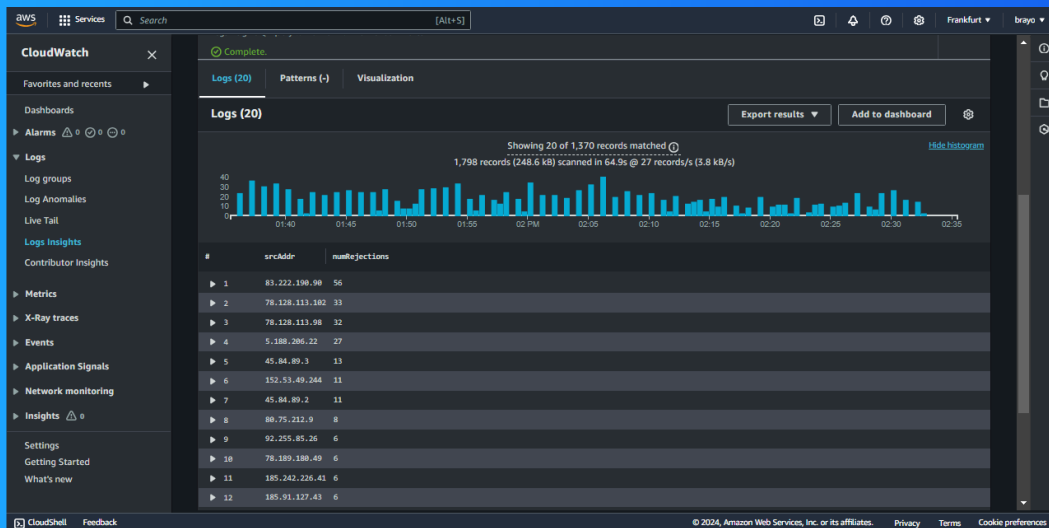 aws
Services
Search [Alt+S]
Frankfurt
brayo
CloudWatch
Favorites and recents
Dashboards
Alarms 0 0 0
Logs
Log groups
Log Anomalies
Live Tail
Logs Insights
Contributor Insights
Metrics
X-Ray traces
Events
Application Signals
Network monitoring
Insights 0
Settings
Getting Started
What's new
Complete.
Logs (20) Patterns (-) Visualization
Logs (20)
Export results
Add to dashboard
Showing 20 of 1,370 records matched
Hide histogram
1,798 records (248.6 kB) scanned in 64.9s @ 27 records/s (3.8 kB/s)
40
30
20
10
0
01:40 01:45 01:50 01:55 02 PM 02:05 02:10 02:15 02:20 02:25 02:30 02:35
# srcAddr numRejections
1 83.222.190.90 56
2 78.128.113.102 33
3 78.128.113.98 32
4 5.188.206.22 27
5 45.84.89.3 13
6 152.53.49.244 11
7 45.84.89.2 11
8 80.75.212.9 8
9 92.255.85.26 6
10 78.189.180.49 6
11 185.242.226.41 6
12 185.91.127.43 6
CloudShell Feedback
© 2024, Amazon Web Services, Inc. or its affiliates. Privacy Terms Cookie preferences